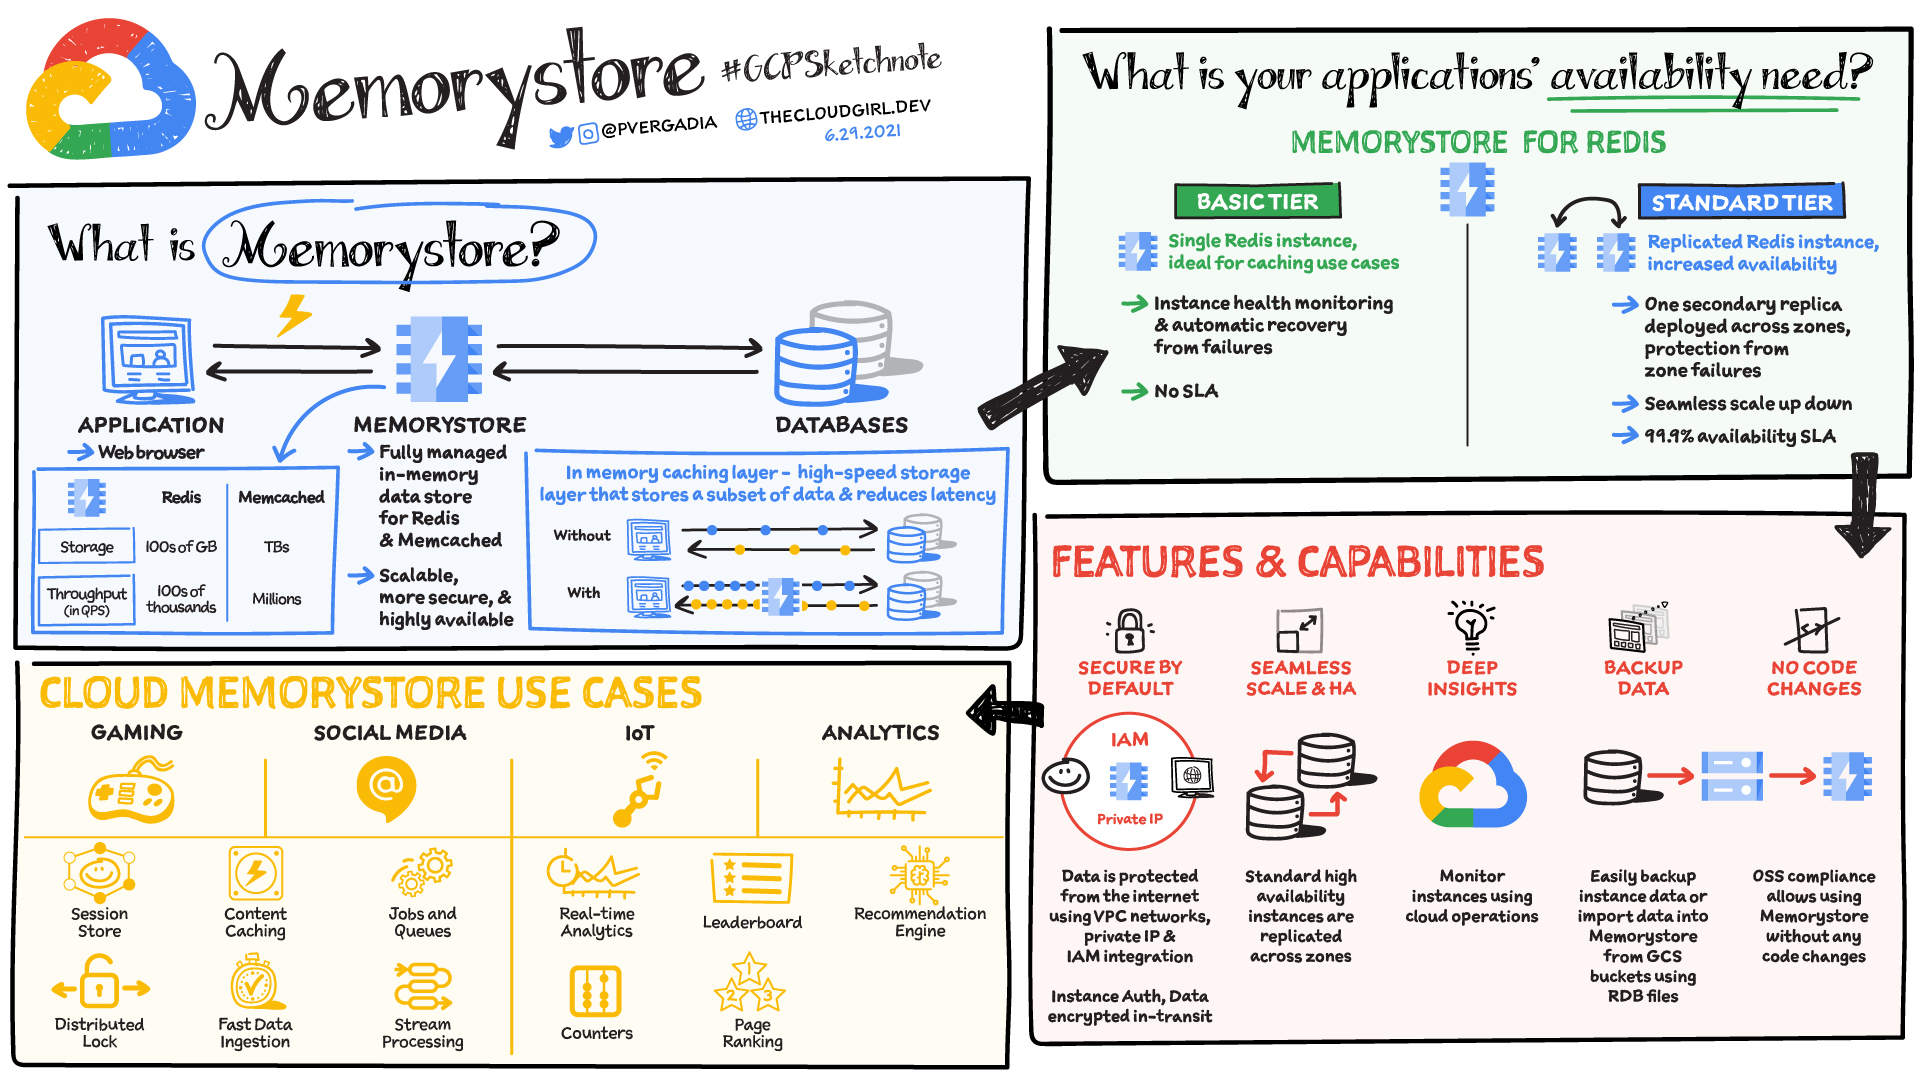 Memorystore #GCPSketchnote
@PVERGADIA THECLOUDGIRL.DEV
6.29.2021
What is Memorystore?
APPLICATION
Web browser
MEMORYSTORE
Fully managed
in-memory
data store
for Redis
& Memcached
Scalable,
more secure, &
highly available
DATABASES
Redis Memcached
Storage 100s of GB TBs
Throughput
(in QPS)
100s of
thousands
Millions
In memory caching layer - high-speed storage
layer that stores a subset of data & reduces latency
Without
With
What is your applications' availability need?
MEMORYSTORE FOR REDIS
BASIC TIER
Single Redis instance,
ideal for caching use cases
Instance health monitoring
& automatic recovery
from failures
No SLA
STANDARD TIER
Replicated Redis instance,
increased availability
One secondary replica
deployed across zones,
protection from
zone failures
Seamless scale up down
99.9% availability SLA
FEATURES & CAPABILITIES
SECURE BY
DEFAULT
IAM
Private IP
Data is protected
from the internet
using VPC networks,
private IP &
IAM integration
Instance Auth, Data
encrypted in-transit
SEAMLESS
SCALE & HA
Standard high
availability
instances are
replicated
across zones
DEEP
INSIGHTS
Monitor
instances using
cloud operations
BACKUP
DATA
Easily backup
instance data or
import data into
Memorystore
from GCS
buckets using
RDB files
NO CODE
CHANGES
OSS compliance
allows using
Memorystore
without any
code changes
CLOUD MEMORYSTORE USE CASES
GAMING
SOCIAL MEDIA
@
IoT
ANALYTICS
Session
Store
Content
Caching
Jobs and
Queues
Real-time
Analytics
Leaderboard
Recommendation
Engine
Distributed
Lock
Fast Data
Ingestion
Stream
Processing
Counters
1
2 3
Page
Ranking